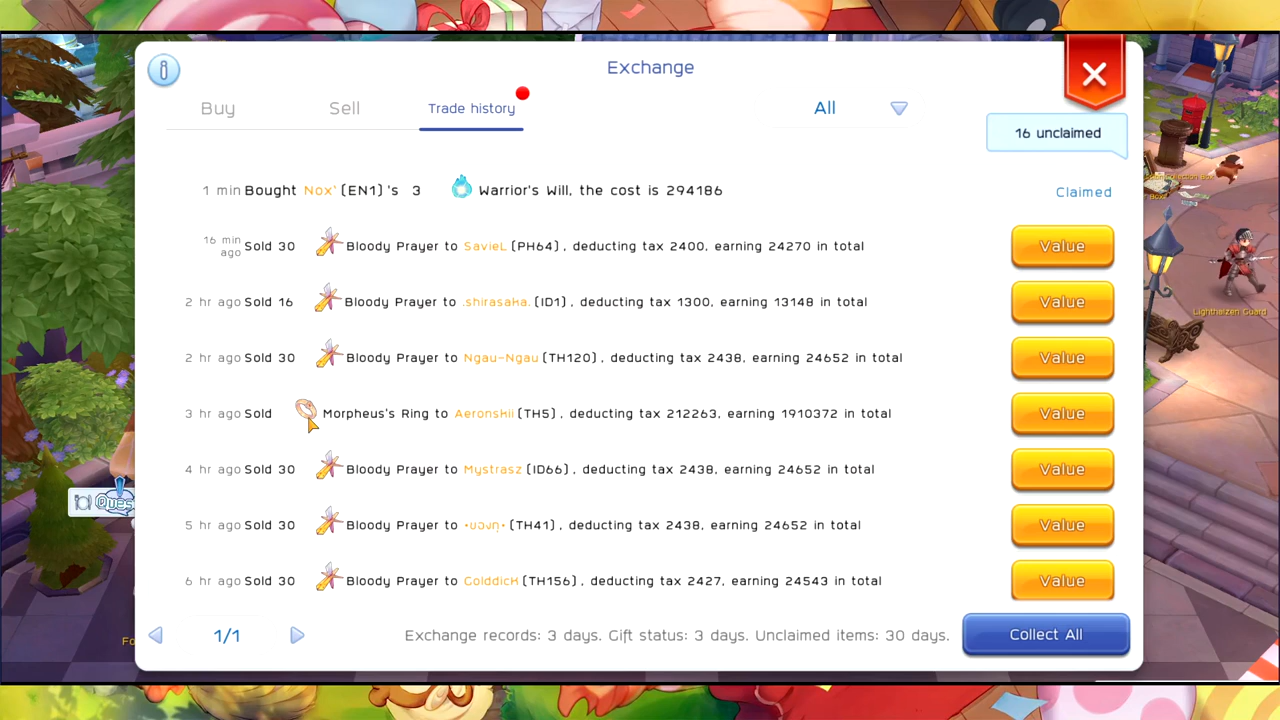 Exchange
Buy
Sell
Trade history
All
16 unclaimed
1 min Bought Nox` (EN1) 's 3 Warrior's Will, the cost is 294186
Claimed
16 min ago Sold 30 Bloody Prayer to SavieL (PH64), deducting tax 2400, earning 24270 in total
Value
2 hr ago Sold 16 Bloody Prayer to .shirasaka. (ID1), deducting tax 1300, earning 13148 in total
Value
2 hr ago Sold 30 Bloody Prayer to Ngau-Ngau (TH120), deducting tax 2438, earning 24652 in total
Value
3 hr ago Sold Morpheus's Ring to Aeronskii (TH5), deducting tax 212263, earning 1910372 in total
Value
4 hr ago Sold 30 Bloody Prayer to Mystrasz (ID66), deducting tax 2438, earning 24652 in total
Value
5 hr ago Sold 30 Bloody Prayer to (TH41), deducting tax 2438, earning 24652 in total
Value
6 hr ago Sold 30 Bloody Prayer to GolddicK (TH156), deducting tax 2427, earning 24543 in total
Value
1/1
Exchange records: 3 days. Gift status: 3 days. Unclaimed items: 30 days.
Collect All
Ques
Fo
Lighthalzen Guard